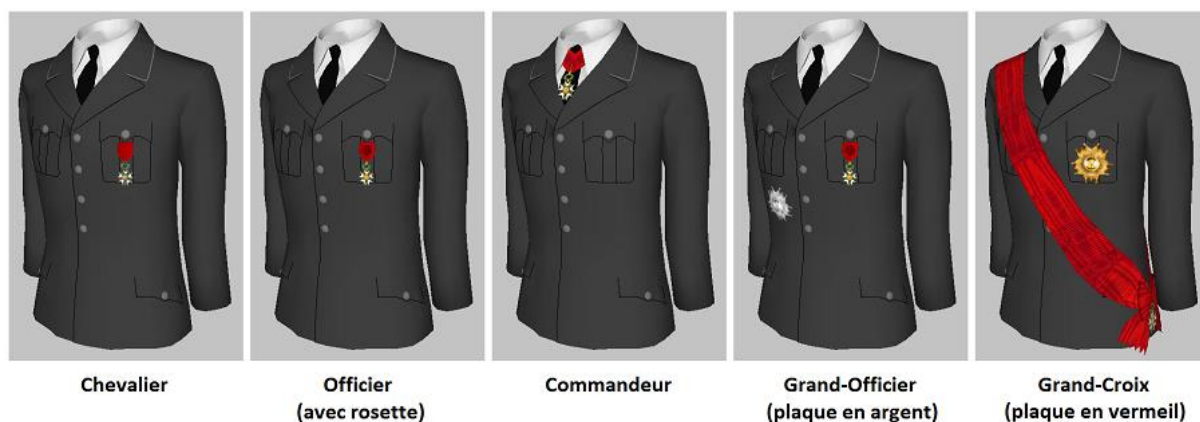 Chevalier
Officier
(avec rosette)
Commandeur
Grand-Officier
(plaque en argent)
Grand-Croix
(plaque en vermeil)